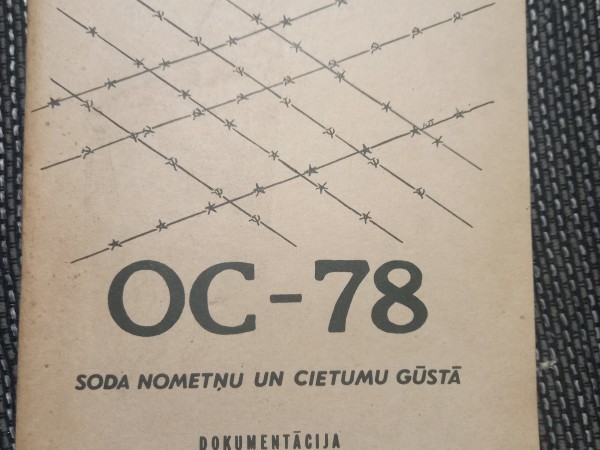 OC-78
SODA NOMETŅU UN CIETUMU GŪSTĀ
DOKUMENTĀCIJA